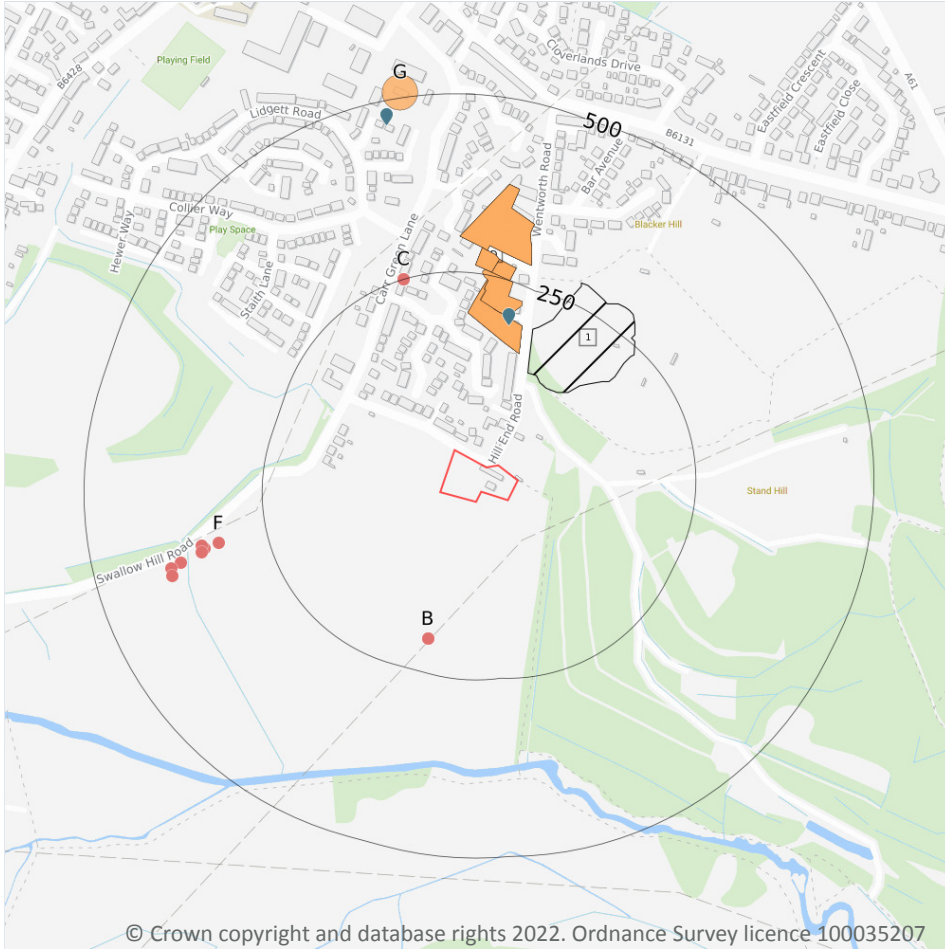 Playing Field
B6428
G
Cloverlands Drive
A61
Lidgett Road
500
Eastfield Crescent
Eastfield Close
B6131
Wentworth Road
Bar Avenue
Collier Way
Hewer Way
Play Space
Blacker Hill
Carr Green Lane
C
Staith Lane
250
1
Hill End Road
Stand Hill
F
Swallow Hill Road
B
© Crown copyright and database rights 2022. Ordnance Survey licence 100035207